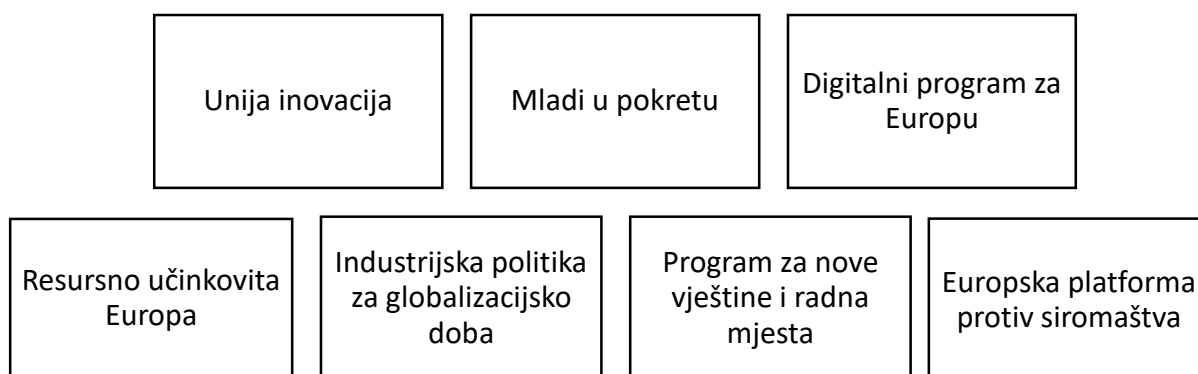 Unija inovacija
Mladi u pokretu
Digitalni program za
Europu
Resursno učinkovita
Europa
Industrijska politika
za globalizacijsko
doba
Program za nove
vještine i radna
mjesta
Europska platforma
protiv siromaštva